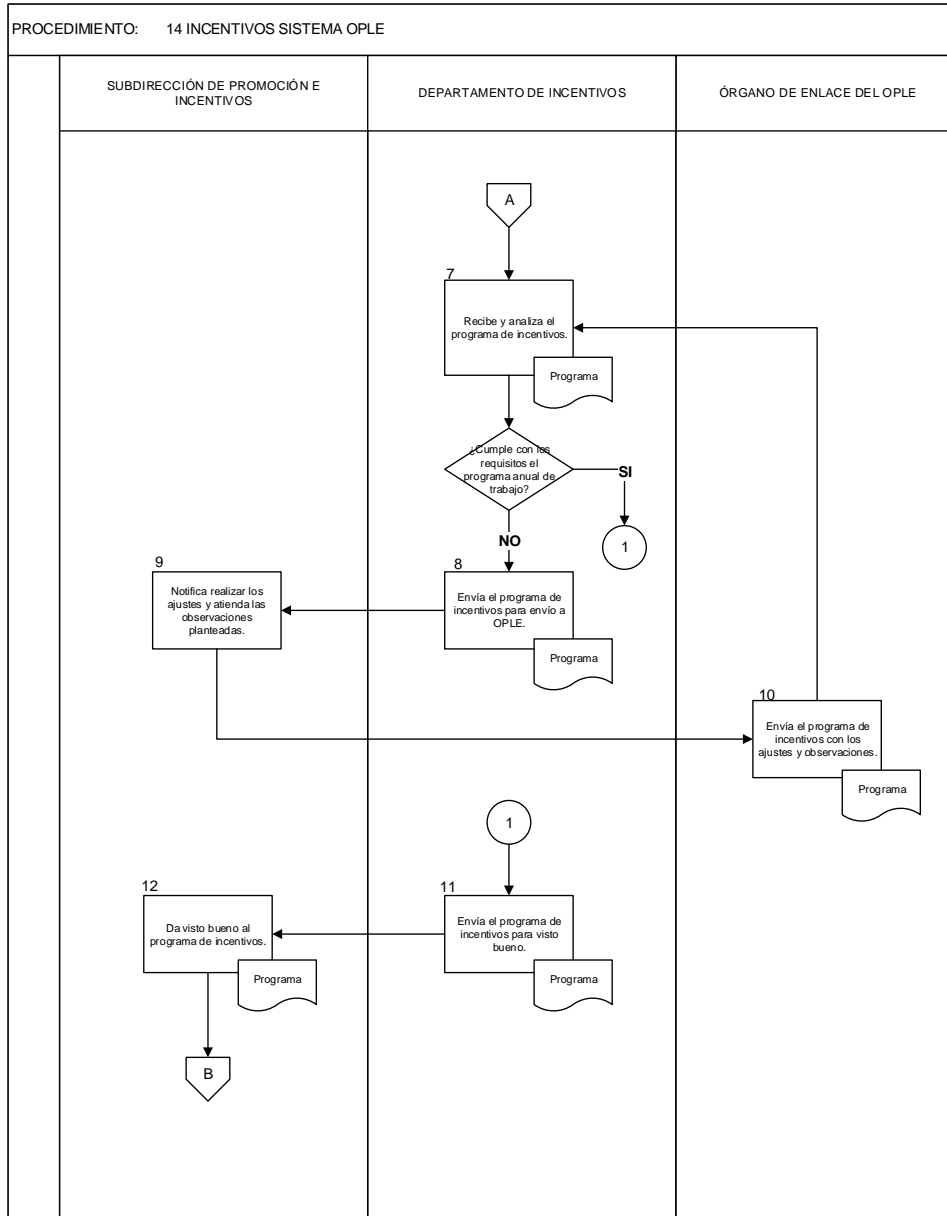 PROCEDIMIENTO: 14 INCENTIVOS SISTEMA OPLE
SUBDIRECCIÓN DE PROMOCIÓN E
INCENTIVOS
DEPARTAMENTO DE INCENTIVOS
ÓRGANO DE ENLACE DEL OPLE
A
7
Recibe y analiza el
programa de incentivos.
Programa
¿Cumple con los
requisitos el
programa anual de
trabajo?
SI
1
NO
8
Envía el programa de
incentivos para envío a
OPLE.
Programa
9
Notifica realizar los
ajustes y atienda las
observaciones
planteadas.
10
Envía el programa de
incentivos con los
ajustes y observaciones.
Programa
1
11
Envía el programa de
incentivos para visto
bueno.
Programa
12
Da visto bueno al
programa de incentivos.
Programa
B